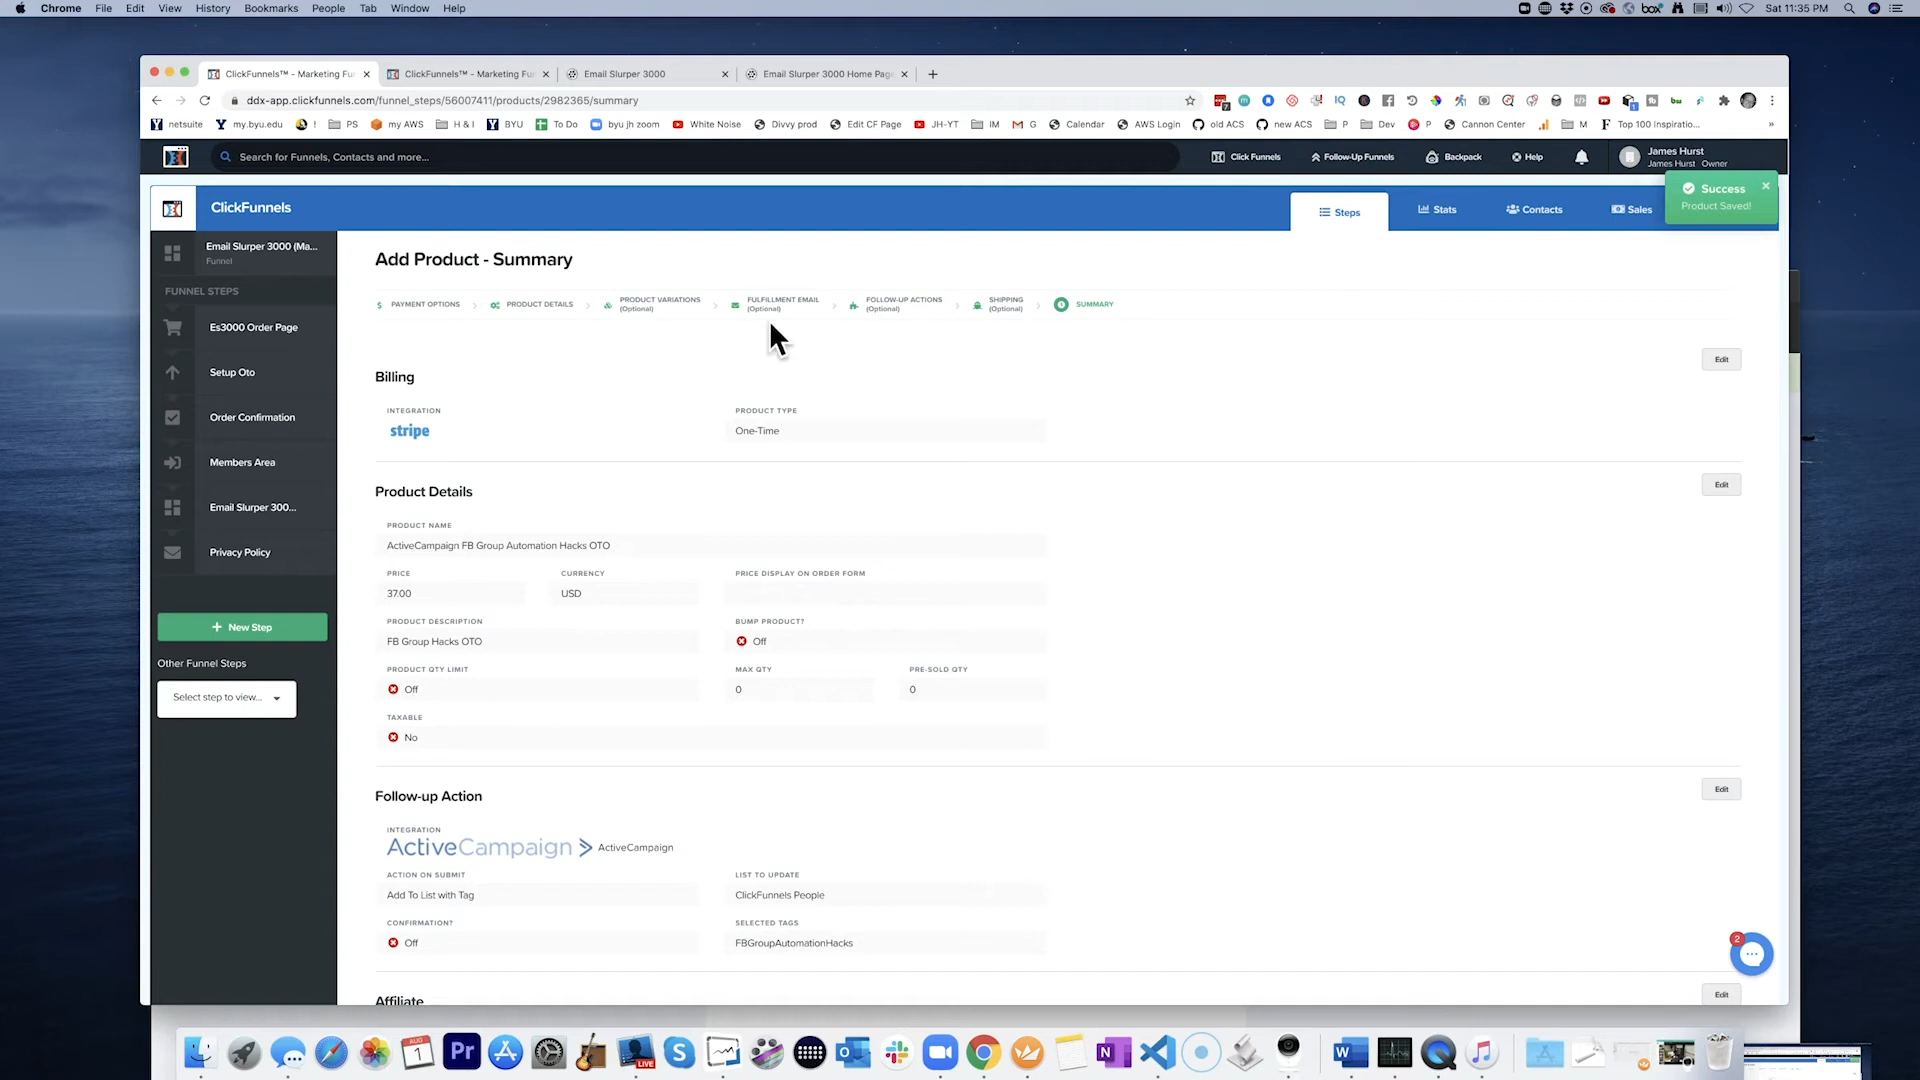 Chrome File Edit View History Bookmarks People Tab Window Help
box
Sat 11:35 PM
ClickFunnels™ - Marketing Fu
ClickFunnels™ - Marketing Fu
Email Slurper 3000
Email Slurper 3000 Home Page
ddx-app.clickfunnels.com/funnel_steps/56007411/products/2982365/summary
netsuite
my.byu.edu
!
PS
my AWS
H & I
BYU
To Do
byu jh zoom
White Noise
Divvy prod
Edit CF Page
JH-YT
IM
G
Calendar
AWS Login
old ACS
new ACS
P
Dev
P
Cannon Center
M
Top 100 Inspiratio...
»
Search for Funnels, Contacts and more...
Click Funnels
Follow-Up Funnels
Backpack
Help
James Hurst
James Hurst Owner
ClickFunnels
Steps
Stats
Contacts
Sales
Success
Product Saved!
Email Slurper 3000 (Ma...
Funnel
FUNNEL STEPS
Es3000 Order Page
Setup Oto
Order Confirmation
Members Area
Email Slurper 300...
Privacy Policy
+ New Step
Other Funnel Steps
Select step to view...
Add Product - Summary
PAYMENT OPTIONS
PRODUCT DETAILS
PRODUCT VARIATIONS
(Optional)
FULFILLMENT EMAIL
(Optional)
FOLLOW-UP ACTIONS
(Optional)
SHIPPING
(Optional)
SUMMARY
Edit
Billing
INTEGRATION
PRODUCT TYPE
stripe
One-Time
Edit
Product Details
PRODUCT NAME
ActiveCampaign FB Group Automation Hacks OTO
PRICE
CURRENCY
PRICE DISPLAY ON ORDER FORM
37.00
USD
PRODUCT DESCRIPTION
BUMP PRODUCT?
FB Group Hacks OTO
Off
PRODUCT QTY LIMIT
MAX QTY
PRE-SOLD QTY
Off
0
0
TAXABLE
No
Edit
Follow-up Action
INTEGRATION
ActiveCampaign > ActiveCampaign
ACTION ON SUBMIT
LIST TO UPDATE
Add To List with Tag
ClickFunnels People
CONFIRMATION?
SELECTED TAGS
Off
FBGroupAutomationHacks
2
Affiliate
Edit
AUG
1
Pr
LIVE
S
O
N
W